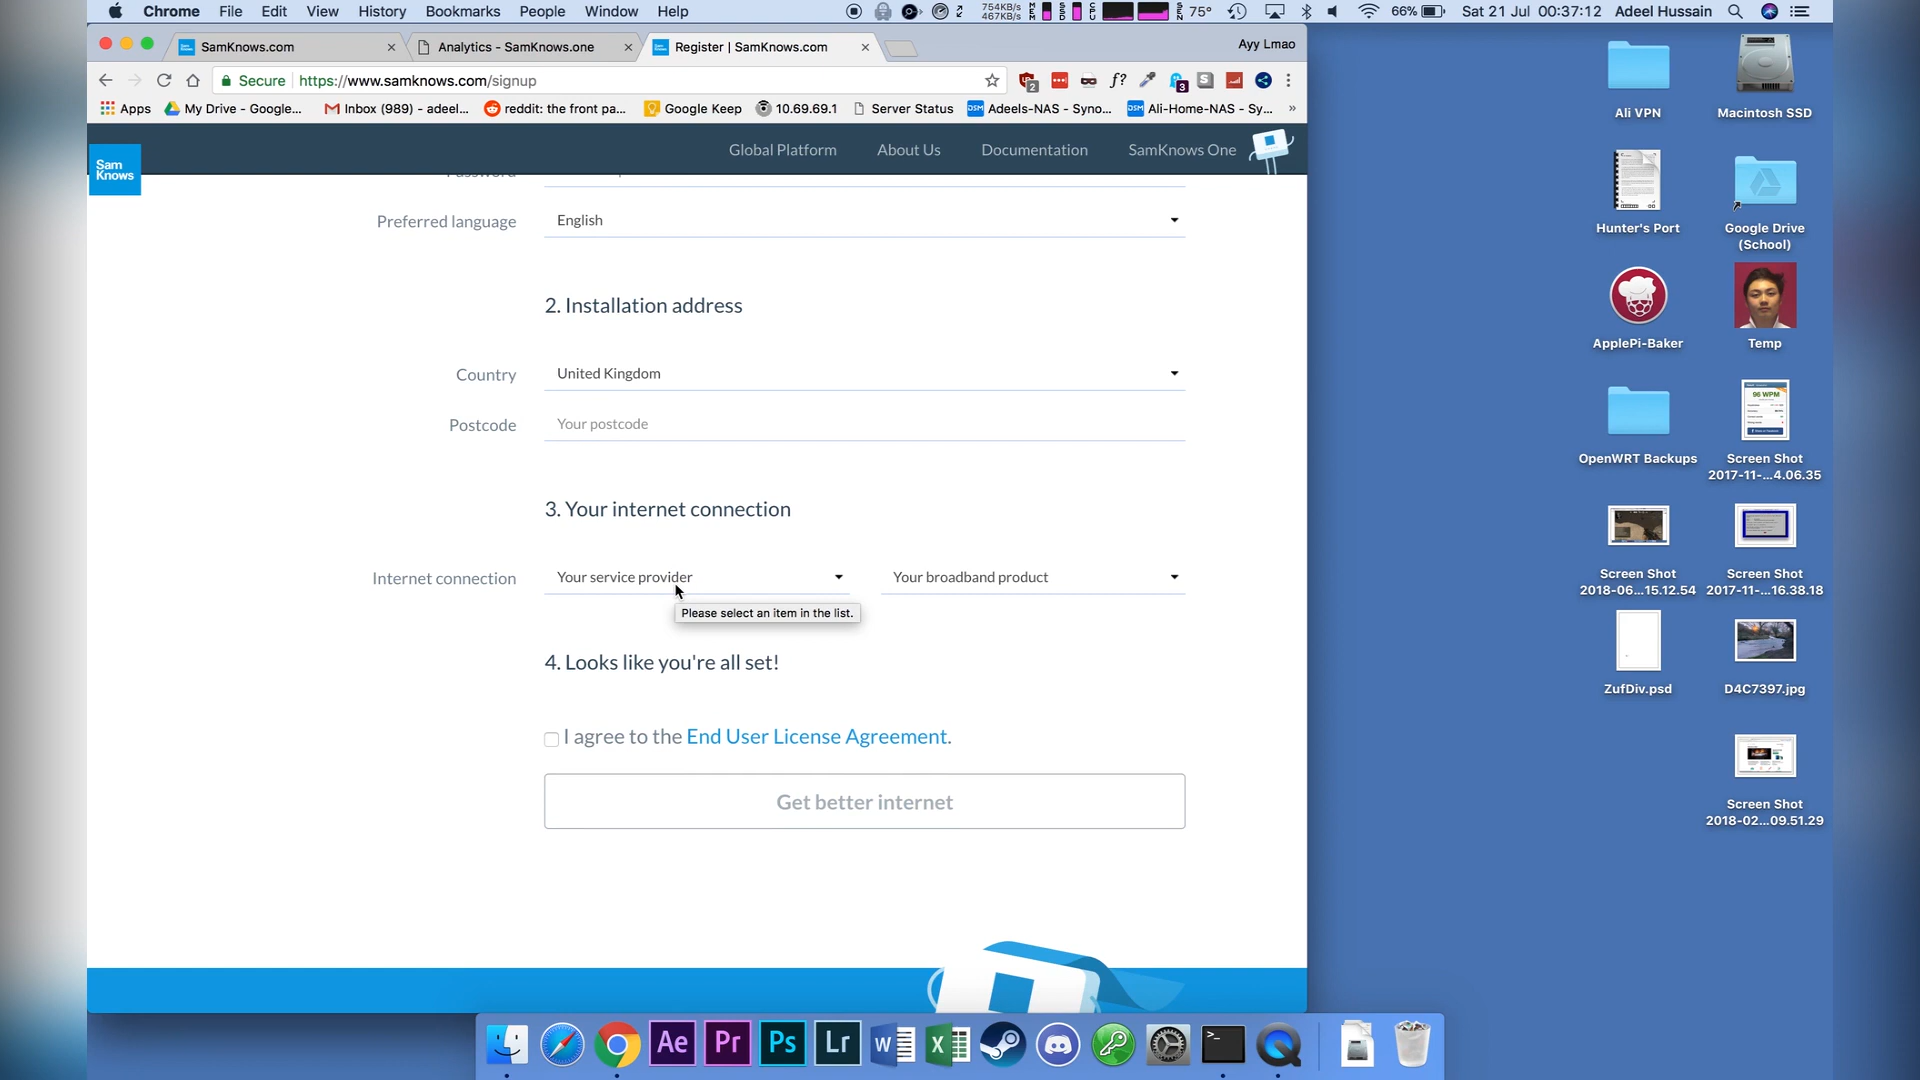 Chrome File Edit View History Bookmarks People Window Help
754KB/s
467KB/s
75° 66% Sat 21 Jul 00:37:12 Adeel Hussain
SamKnows.com
Analytics - SamKnows.one
Register | SamKnows.com
Ayy Lmao
Secure https://www.samknows.com/signup
Apps My Drive - Google... Inbox (989) - adeel... reddit: the front pa... Google Keep 10.69.69.1 Server Status Adeels-NAS - Syno... Ali-Home-NAS - Sy... »
Sam
Knows
Global Platform About Us Documentation SamKnows One
Preferred language English
2. Installation address
Country United Kingdom
Postcode Your postcode
3. Your internet connection
Internet connection Your service provider Your broadband product
Please select an item in the list.
4. Looks like you're all set!
I agree to the End User License Agreement.
Get better internet
Ali VPN
Macintosh SSD
Hunter's Port
Google Drive
(School)
ApplePi-Baker
Temp
96 WPM
OpenWRT Backups
Screen Shot
2017-11-...4.06.35
Screen Shot
2018-06...15.12.54
Screen Shot
2017-11-...16.38.18
ZufDiv.psd
D4C7397.jpg
Screen Shot
2018-02...09.51.29
Ae Pr Ps Lr W X